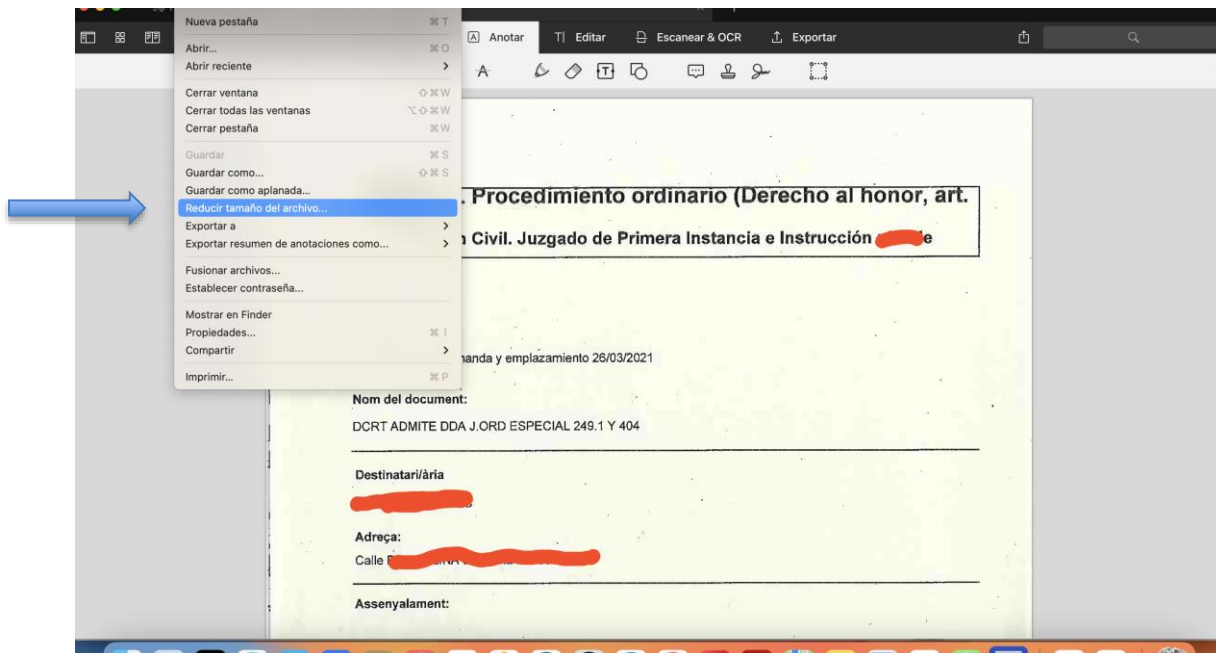 Nueva pestaña ⌘ T
Abrir... ⌘ O
Abrir reciente >
Cerrar ventana ⇧ ⌘ W
Cerrar todas las ventanas ⌥ ⇧ ⌘ W
Cerrar pestaña ⌘ W
Guardar ⌘ S
Guardar como... ⇧ ⌘ S
Guardar como aplanada...
Reducir tamaño del archivo...
Exportar a >
Exportar resumen de anotaciones como... >
Fusionar archivos...
Establecer contraseña...
Mostrar en Finder
Propiedades... ⌘ I
Compartir >
Imprimir... ⌘ P
Anotar Editar Escanear & OCR Exportar
. Procedimiento ordinario (Derecho al honor, art.
Civil. Juzgado de Primera Instancia e Instrucción
y emplazamiento 26/03/2021
Nom del document:
DCRT ADMITE DDA J.ORD ESPECIAL 249.1 Y 404
Destinatari/ària
Adreça:
Calle
Assenyalament: